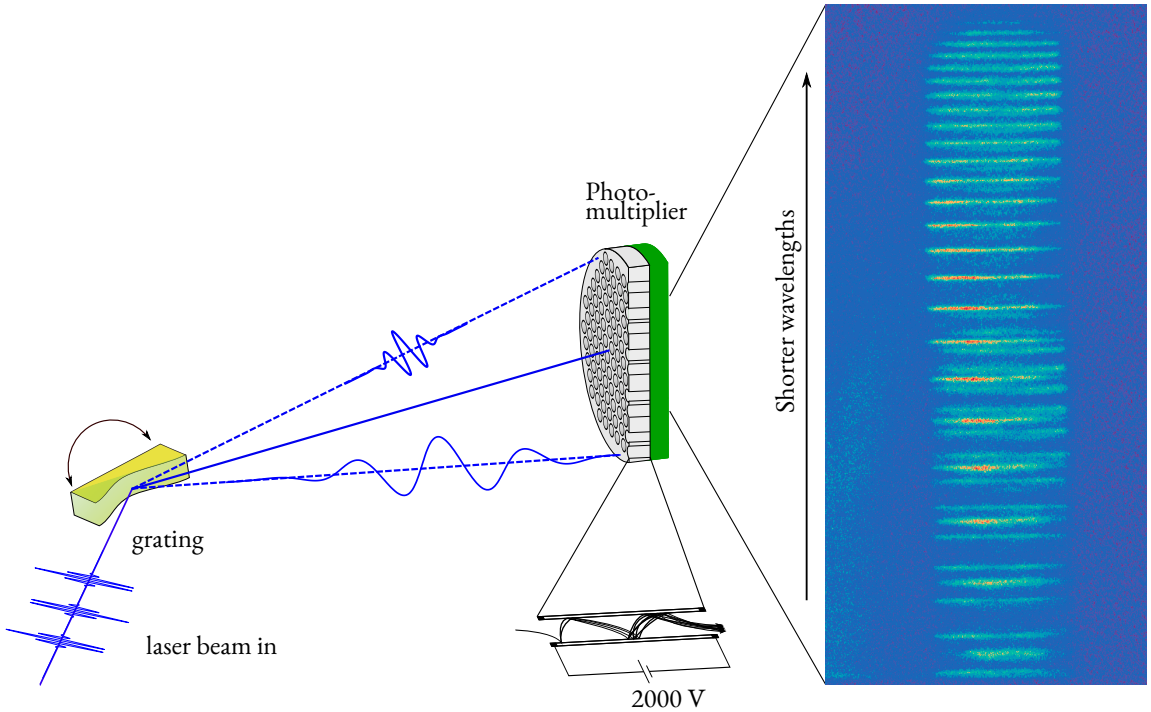 Photo-
multiplier
Shorter wavelengths
grating
laser beam in
2000 V